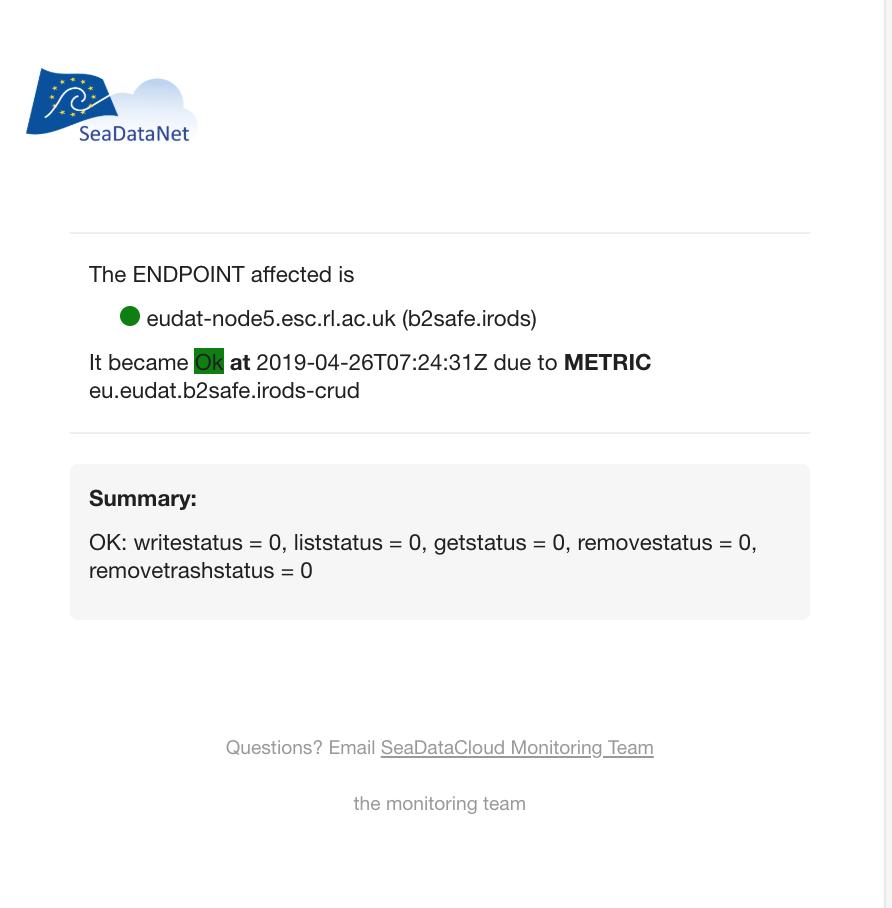 SeaDataNet
The ENDPOINT affected is
eudat-node5.esc.rl.ac.uk (b2safe.irods)
It became Ok at 2019-04-26T07:24:31Z due to METRIC
eu.eudat.b2safe.irods-crud
Summary:
OK: writestatus = 0, liststatus = 0, getstatus = 0, removestatus = 0,
removetrashstatus = 0
Questions? Email SeaDataCloud Monitoring Team
the monitoring team